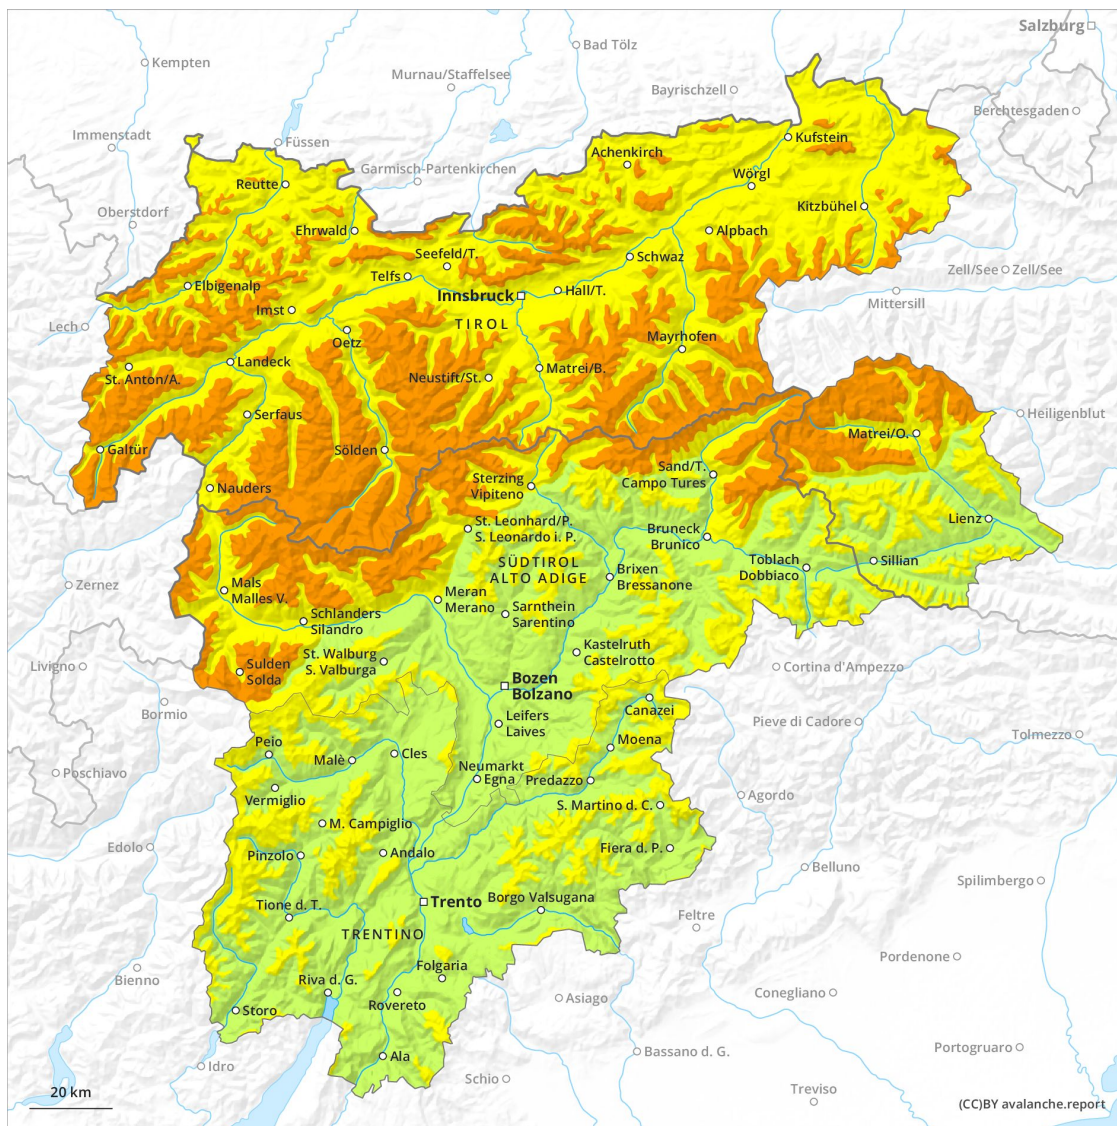 Salzburg
Bad Tölz
Kempten
Murnau/Staffelsee
Bayrischzell
Berchtesgaden
Immenstadt
Füssen
Kufstein
Achenkirch
Garmisch-Partenkirchen
Wörgl
Reutte
Oberstdorf
Kitzbühel
Ehrwald
Alpbach
Seefeld/T.
Schwaz
Zell/See
Zell/See
Telfs
Elbigenalp
Hall/T.
Innsbruck
Mittersill
Imst
TIROL
Lech
Oetz
Mayrhofen
Landeck
Matrei/B.
St. Anton/A.
Neustift/St.
Serfaus
Heiligenblut
Matrei/O.
Galtür
Sölden
Sand/T.
Campo Tures
Sterzing
Vipiteno
Nauders
Lienz
St. Leonhard/P.
S. Leonardo i. P.
Bruneck
Brunico
SÜDTIROL
ALTO ADIGE
Toblach
Dobbiaco
Sillian
Brixen
Bressanone
Zernez
Mals
Malles V.
Meran
Merano
Schlanders
Silandro
Sarnthein
Sarentino
Kastelruth
Castelrotto
St. Walburg
S. Valburga
Livigno
Sulden
Solda
Cortina d'Ampezzo
Bozen
Bolzano
Bormio
Canazei
Leifers
Laives
Pieve di Cadore
Tolmezzo
Peio
Moena
Malè
Cles
Poschiavo
Neumarkt
Egna
Predazzo
Vermiglio
Agordo
S. Martino d. C.
M. Campiglio
Edolo
Pinzolo
Andalo
Fiera d. P.
Belluno
Spilimbergo
Borgo Valsugana
Trento
Tione d. T.
Feltre
TRENTINO
Pordenone
Folgaria
Bienno
Riva d. G.
Conegliano
Rovereto
Asiago
Storo
Portogruaro
Bassano d. G.
Ala
Idro
Schio
Treviso
20 km
(CC)BY avalanche.report